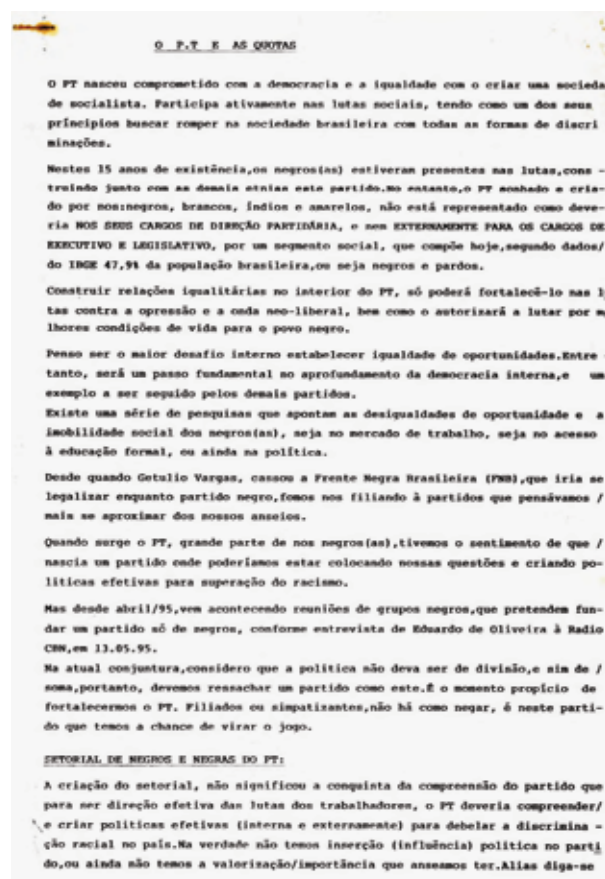 O P.T E AS QUOTAS
O PT nasceu comprometido com a democracia e a igualdade com o criar uma socieda
de socialista. Participa ativamente nas lutas sociais, tendo como um dos seus
princípios buscar romper na sociedade brasileira com todas as formas de discri
minações.
Nestes 15 anos de existência,os negros(as) estiveram presentes nas lutas,cons -
truindo junto com as demais etnias este partido.No entanto,o PT sonhado e cria-
do por nos:negros, brancos, índios e amarelos, não está representado como deve-
ria NOS SEUS CARGOS DE DIREÇÃO PARTIDÁRIA, e nem EXTERNAMENTE PARA OS CARGOS DE
EXECUTIVO E LEGISLATIVO, por um segmento social, que compõe hoje,segundo dados/
do IBGE 47,9% da população brasileira,ou seja negros e pardos.
Construir relações igualitárias no interior do PT, só poderá fortalecê-lo nas l
tas contra a opressão e a onda neo-liberal, bem como o autorizará a lutar por m
lhores condições de vida para o povo negro.
Penso ser o maior desafio interno estabelecer igualdade de oportunidades.Entre
tanto, será um passo fundamental no aprofundamento da democracia interna,e um
exemplo a ser seguido pelos demais partidos.
Existe uma série de pesquisas que apontam as desigualdades de oportunidade e a
imobilidade social dos negros(as), seja no mercado de trabalho, seja no acesso
à educação formal, ou ainda na política.
Desde quando Getulio Vargas, cassou a Frente Negra Brasileira (FNB),que iria se
legalizar enquanto partido negro,fomos nos filiando à partidos que pensávamos /
mais se aproximar dos nossos anseios.
Quando surge o PT, grande parte de nos negros(as),tivemos o sentimento de que /
nascia um partido onde poderíamos estar colocando nossas questões e criando po-
liticas efetivas para superação do racismo.
Mas desde abril/95,vem acontecendo reuniões de grupos negros,que pretendem fun-
dar um partido só de negros, conforme entrevista de Eduardo de Oliveira à Radio
CBN,em 13.05.95.
Na atual conjuntura,considero que a politica não deva ser de divisão,e sim de /
soma,portanto, devemos ressachar um partido como este.É o momento propício de
fortalecermos o PT. Filiados ou simpatizantes,não há como negar, é neste parti-
do que temos a chance de virar o jogo.
SETORIAL DE NEGROS E NEGRAS DO PT:
A criação do setorial, não significou a conquista da compreensão do partido que
para ser direção efetiva das lutas dos trabalhadores, o PT deveria compreender/
e criar politicas efetivas (interna e externamente) para debelar a discrimina -
ção racial no país.Na verdade não temos inserção (influência) politica no parti
do,ou ainda não temos a valorização/importância que anseamos ter.Alias diga-se